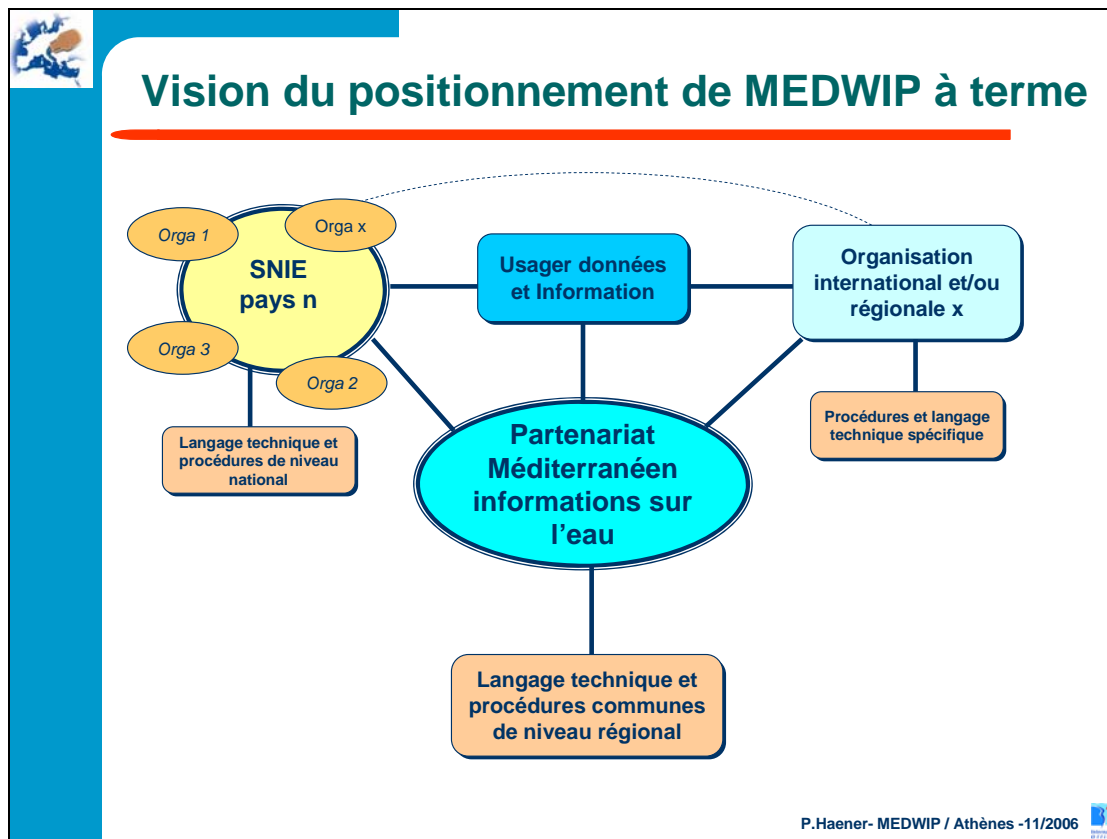 Vision du positionnement de MEDWIP à terme
Orga 1
Orga x
SNIE
pays n
Orga 3
Orga 2
Usager données
et Information
Organisation
international et/ou
régionale x
Langage technique et
procédures de niveau
national
Procédures et langage
technique spécifique
Partenariat
Méditerranéen
informations sur
l'eau
Langage technique et
procédures communes
de niveau régional
P.Haener- MEDWIP / Athènes -11/2006